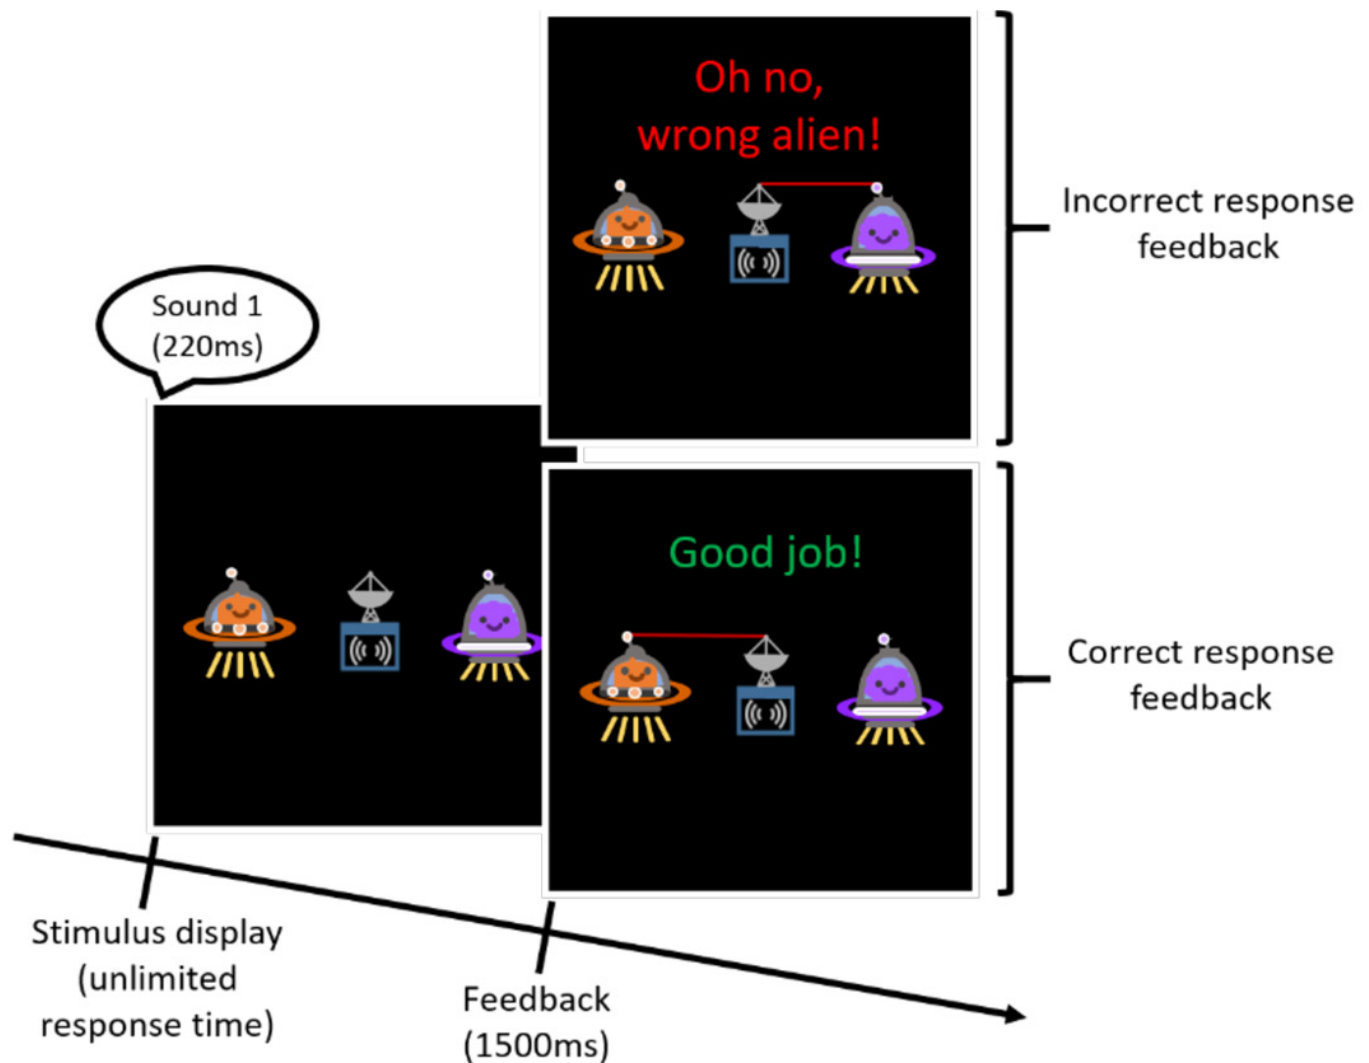 Oh no,
wrong alien!
Incorrect response
feedback
Sound 1
(220ms)
Good job!
Correct response
feedback
Stimulus display
(unlimited
response time)
Feedback
(1500ms)